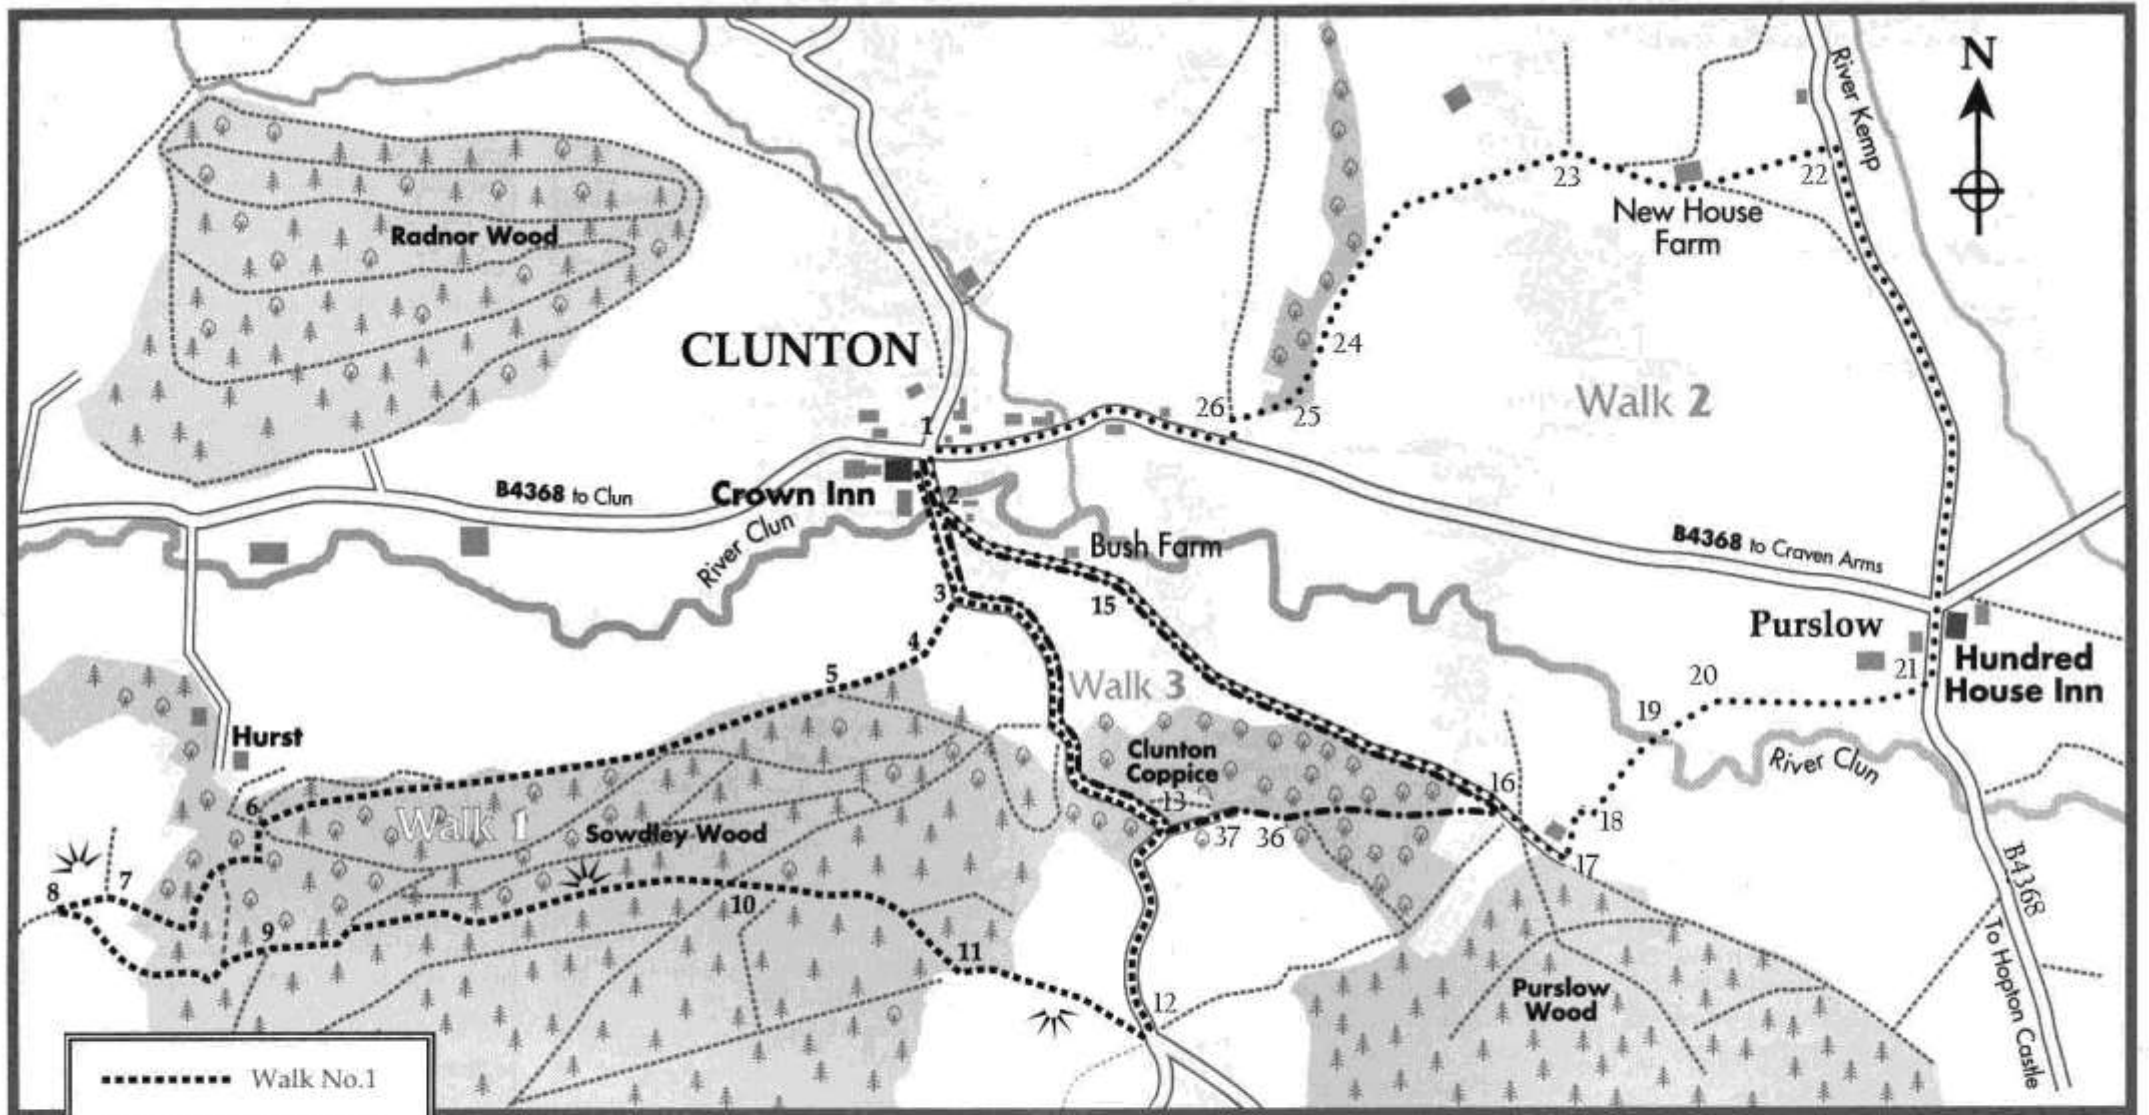 N
River Kemp
23
22
New House
Farm
Radnor Wood
CLUNTON
24
Walk 2
26
25
1
B4368 to Clun
Crown Inn
2
River Clun
Bush Farm
B4368 to Craven Arms
3
15
Purslow
4
5
Walk 3
20
21
Hundred
House Inn
19
Hurst
Clunton
Coppice
River Clun
6
16
13
Walk 1
Sowdley Wood
37
36
18
17
8
7
10
9
11
B4368
To Hopton Castle
12
Purslow
Wood
Walk No.1